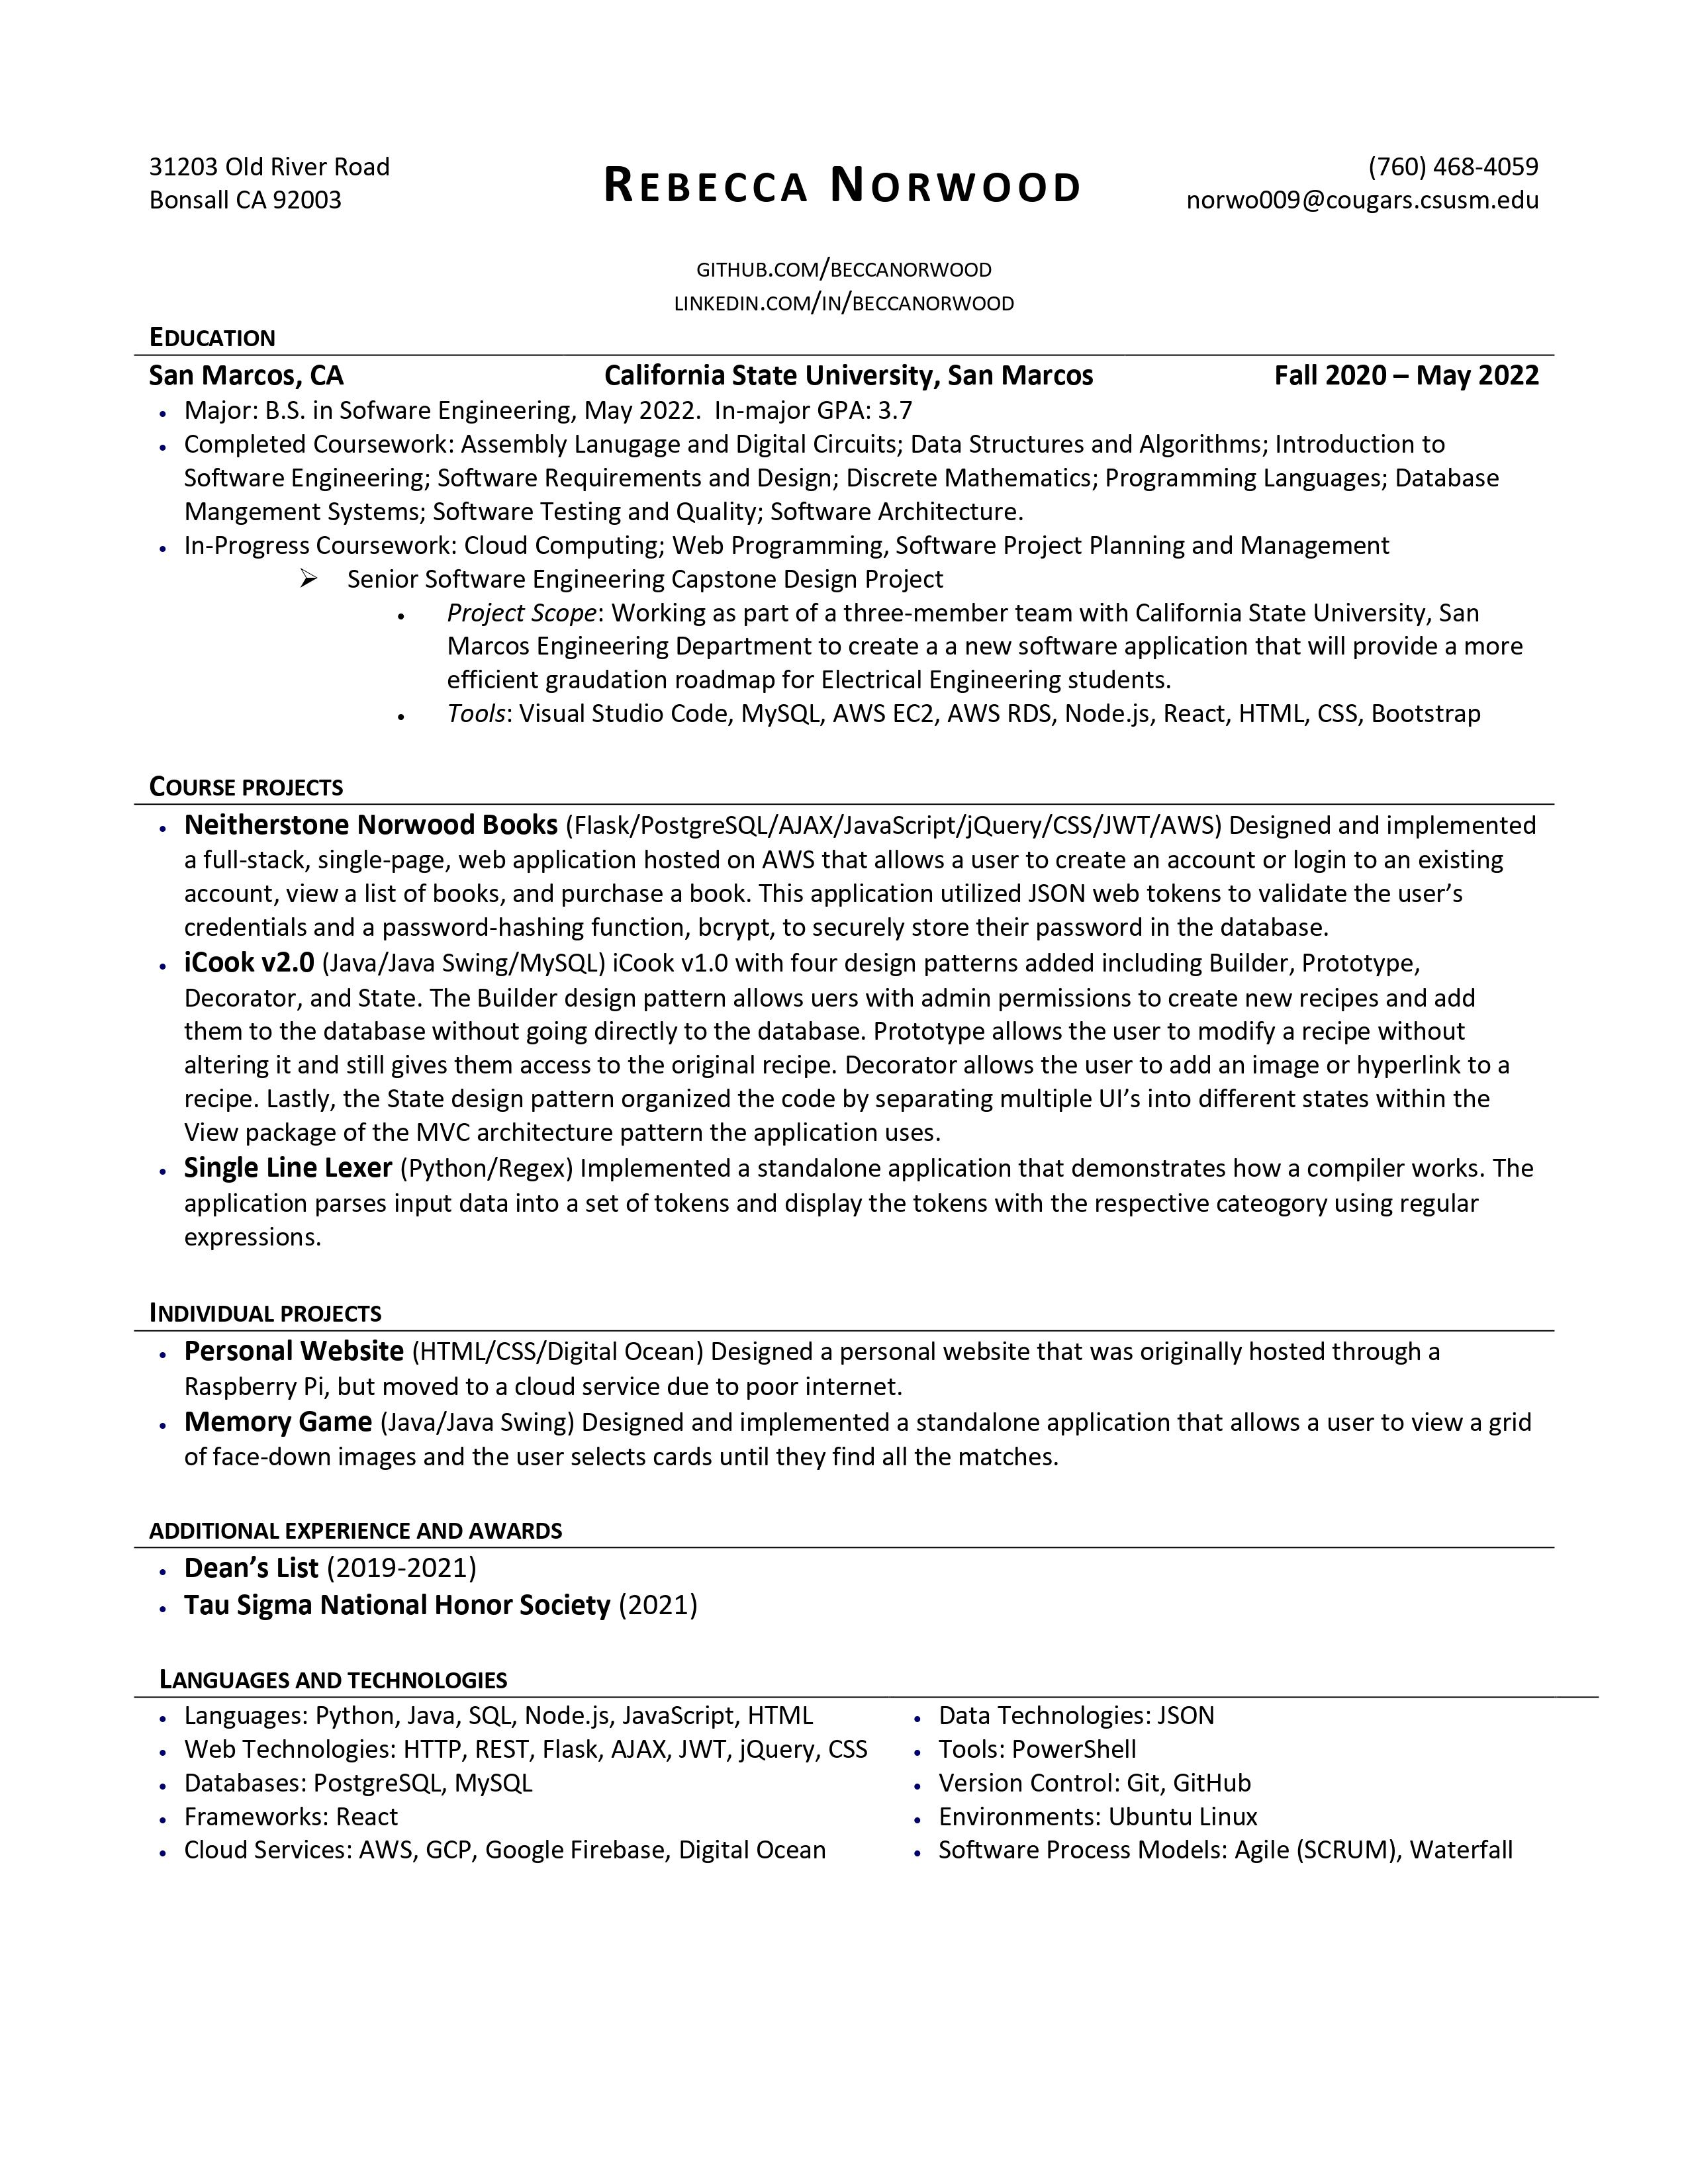 31203 Old River Road
Bonsall CA 92003
REBECCA NORWOOD
(760) 468-4059
norwo009@cougars.csusm.edu
GITHUB.COM/BECCANORWOOD
LINKEDIN.COM/IN/BECCANORWOOD
EDUCATION
San Marcos, CA California State University, San Marcos Fall 2020 – May 2022
• Major: B.S. in Sofware Engineering, May 2022. In-major GPA: 3.7
• Completed Coursework: Assembly Lanugage and Digital Circuits; Data Structures and Algorithms; Introduction to
Software Engineering; Software Requirements and Design; Discrete Mathematics; Programming Languages; Database
Mangement Systems; Software Testing and Quality; Software Architecture.
• In-Progress Coursework: Cloud Computing; Web Programming, Software Project Planning and Management
➢ Senior Software Engineering Capstone Design Project
• Project Scope: Working as part of a three-member team with California State University, San
Marcos Engineering Department to create a a new software application that will provide a more
efficient graudation roadmap for Electrical Engineering students.
• Tools: Visual Studio Code, MySQL, AWS EC2, AWS RDS, Node.js, React, HTML, CSS, Bootstrap
COURSE PROJECTS
• Neitherstone Norwood Books (Flask/PostgreSQL/AJAX/JavaScript/jQuery/CSS/JWT/AWS) Designed and implemented
a full-stack, single-page, web application hosted on AWS that allows a user to create an account or login to an existing
account, view a list of books, and purchase a book. This application utilized JSON web tokens to validate the user’s
credentials and a password-hashing function, bcrypt, to securely store their password in the database.
• iCook v2.0 (Java/Java Swing/MySQL) iCook v1.0 with four design patterns added including Builder, Prototype,
Decorator, and State. The Builder design pattern allows uers with admin permissions to create new recipes and add
them to the database without going directly to the database. Prototype allows the user to modify a recipe without
altering it and still gives them access to the original recipe. Decorator allows the user to add an image or hyperlink to a
recipe. Lastly, the State design pattern organized the code by separating multiple UI’s into different states within the
View package of the MVC architecture pattern the application uses.
• Single Line Lexer (Python/Regex) Implemented a standalone application that demonstrates how a compiler works. The
application parses input data into a set of tokens and display the tokens with the respective cateogory using regular
expressions.
INDIVIDUAL PROJECTS
• Personal Website (HTML/CSS/Digital Ocean) Designed a personal website that was originally hosted through a
Raspberry Pi, but moved to a cloud service due to poor internet.
• Memory Game (Java/Java Swing) Designed and implemented a standalone application that allows a user to view a grid
of face-down images and the user selects cards until they find all the matches.
ADDITIONAL EXPERIENCE AND AWARDS
• Dean’s List (2019-2021)
• Tau Sigma National Honor Society (2021)
LANGUAGES AND TECHNOLOGIES
• Languages: Python, Java, SQL, Node.js, JavaScript, HTML
• Web Technologies: HTTP, REST, Flask, AJAX, JWT, jQuery, CSS
• Databases: PostgreSQL, MySQL
• Frameworks: React
• Cloud Services: AWS, GCP, Google Firebase, Digital Ocean
• Data Technologies: JSON
• Tools: PowerShell
• Version Control: Git, GitHub
• Environments: Ubuntu Linux
• Software Process Models: Agile (SCRUM), Waterfall